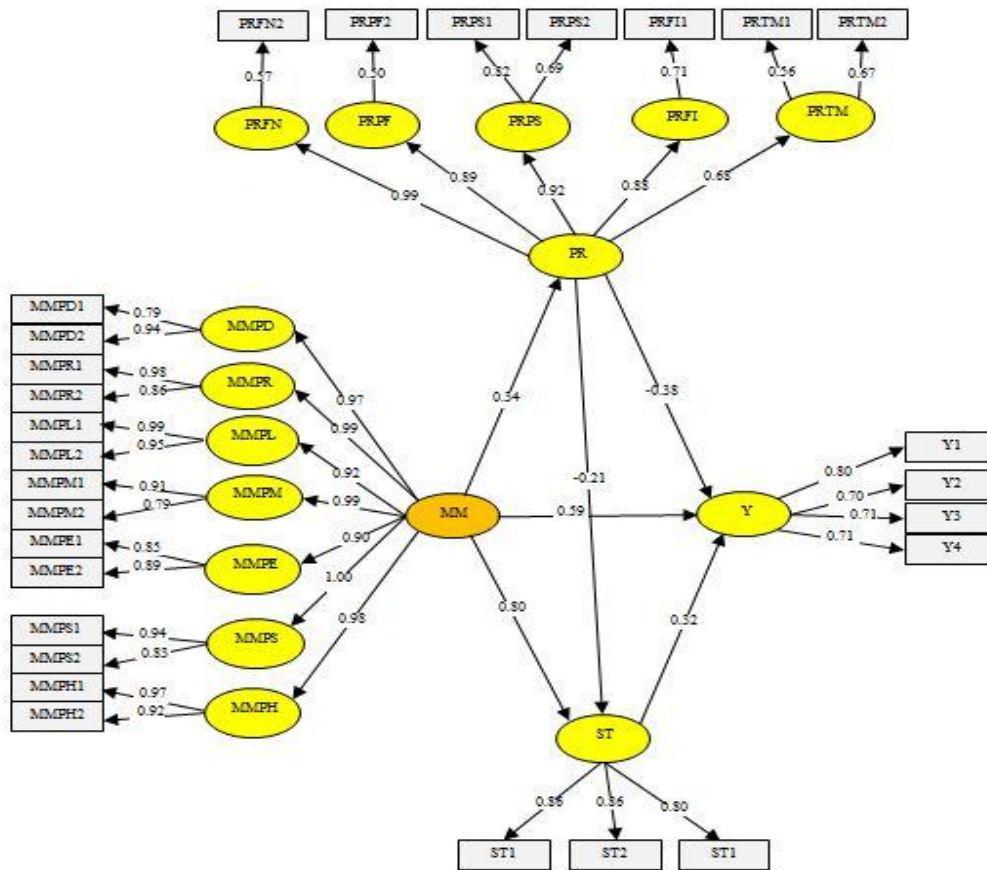 PRFN2 PRPF2 PRPS1 PRPS2 PRFI1 PRTM1 PRTM2
0.57 0.50 0.82 0.69 0.71 0.56 0.67
PRFN PRPF PRPS PRFI PRTM
0.99 0.89 0.92 0.88 0.68
PR
MMPD1 0.79 MMPD
MMPD2 0.94
MMPR1 0.98 MMPR
MMPR2 0.86
MMPL1 0.99 MMPL
MMPL2 0.95
MMPM1 0.91 MMPM
MMPM2 0.79
MMPE1 0.85 MMPE
MMPE2 0.89
MMPS1 0.94 MMPS
MMPS2 0.83
MMPH1 0.97 MMPH
MMPH2 0.92
0.97
0.99
0.92
0.99
0.90
1.00
0.98
MM
0.34
-0.38
-0.21
0.59
0.80
0.32
Y
0.80 Y1
0.70 Y2
0.71 Y3
0.71 Y4
ST
0.86 0.86 0.80
ST1 ST2 ST1